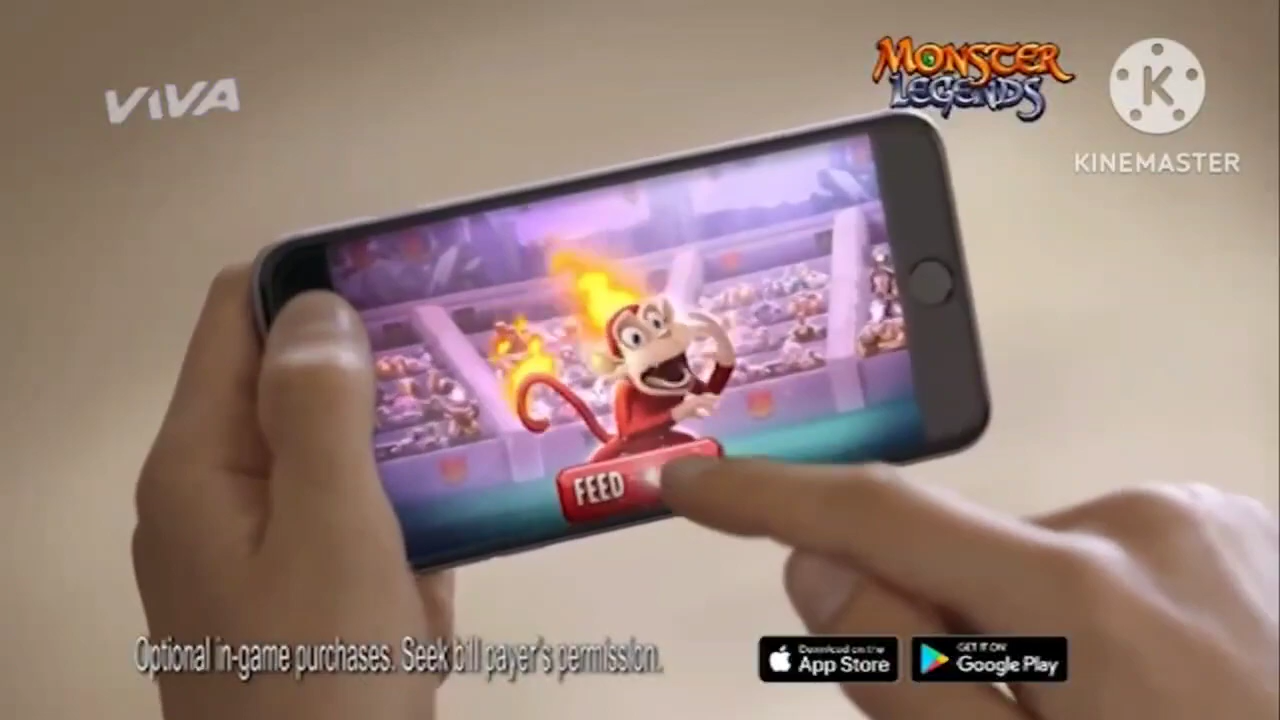 VIVA
MONSTER
LEGENDS
K
KINEMASTER
FEED
Optional in-game purchases. Seek bill payer's permission.
Download on the
App Store
GET IT ON
Google Play